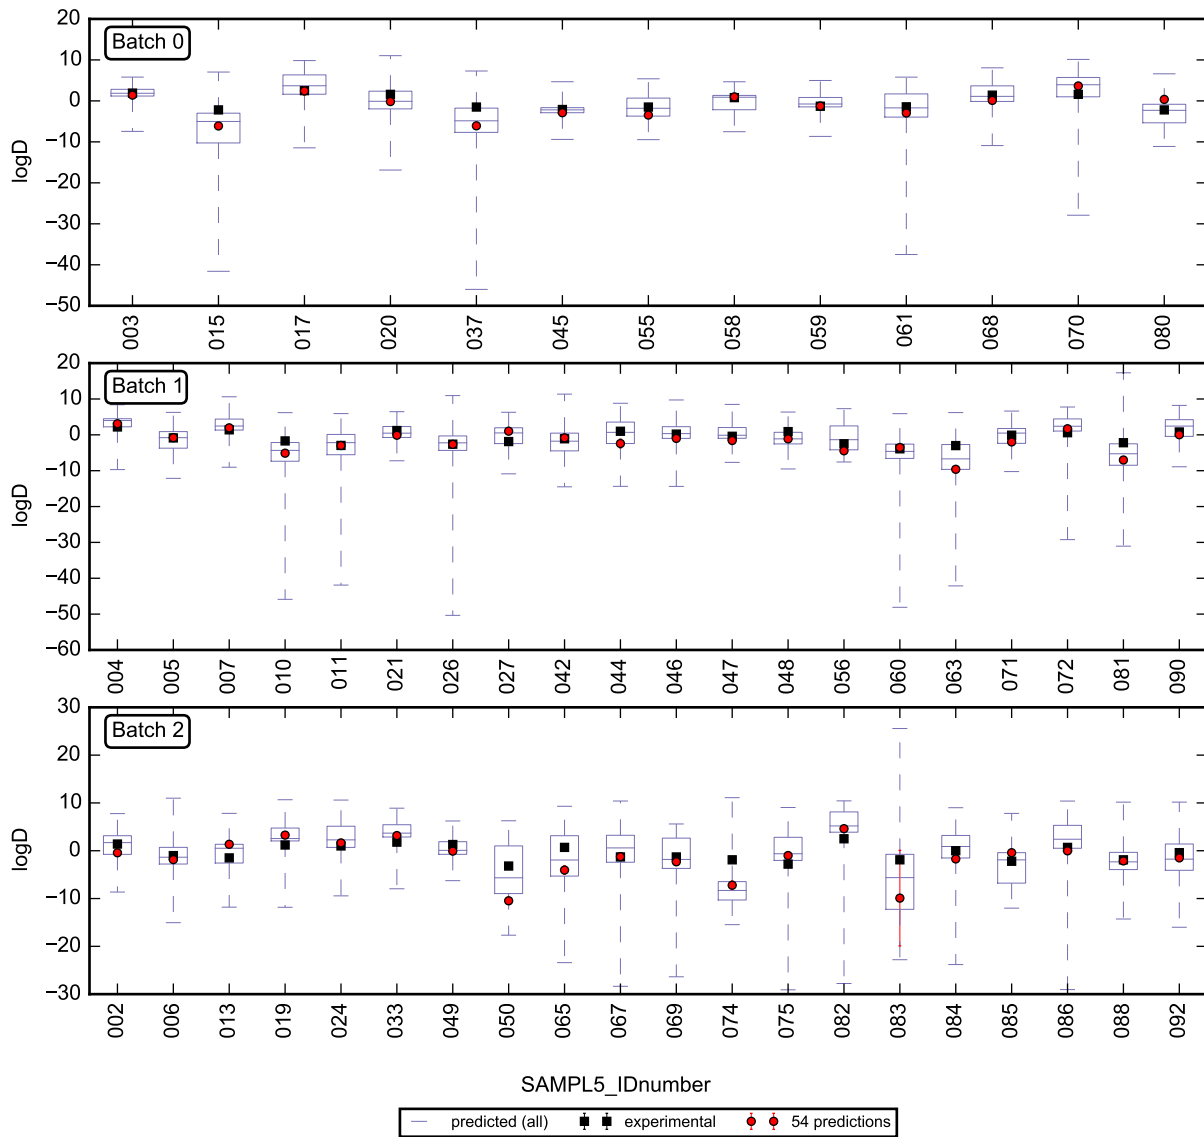 20
Batch 0
10
0
−10
−20
−30
−40
−50
logD
003 015 017 020 037 045 055 058 059 061 068 070 080
20
Batch 1
10
0
−10
−20
−30
−40
−50
−60
logD
004 005 007 010 011 021 026 027 042 044 046 047 048 056 060 063 071 072 081 090
30
Batch 2
20
10
0
−10
−20
−30
logD
002 006 013 019 024 033 049 050 065 067 069 074 075 082 083 084 085 086 088 092
SAMPL5_IDnumber
predicted (all) experimental 54 predictions